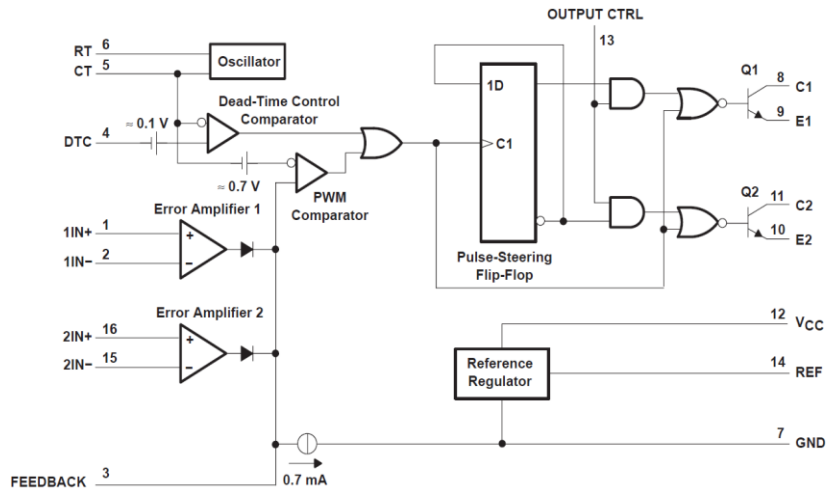 OUTPUT CTRL
13
RT 6
CT 5
Oscillator
Dead-Time Control
Comparator
≈ 0.1 V
DTC 4
≈ 0.7 V
PWM
Comparator
1D
C1
Pulse-Steering
Flip-Flop
Q1
8 C1
9 E1
Q2
11 C2
10 E2
Error Amplifier 1
1IN+ 1
1IN− 2
+
−
Error Amplifier 2
2IN+ 16
2IN− 15
+
−
12 VCC
Reference
Regulator
14 REF
7 GND
0.7 mA
FEEDBACK 3